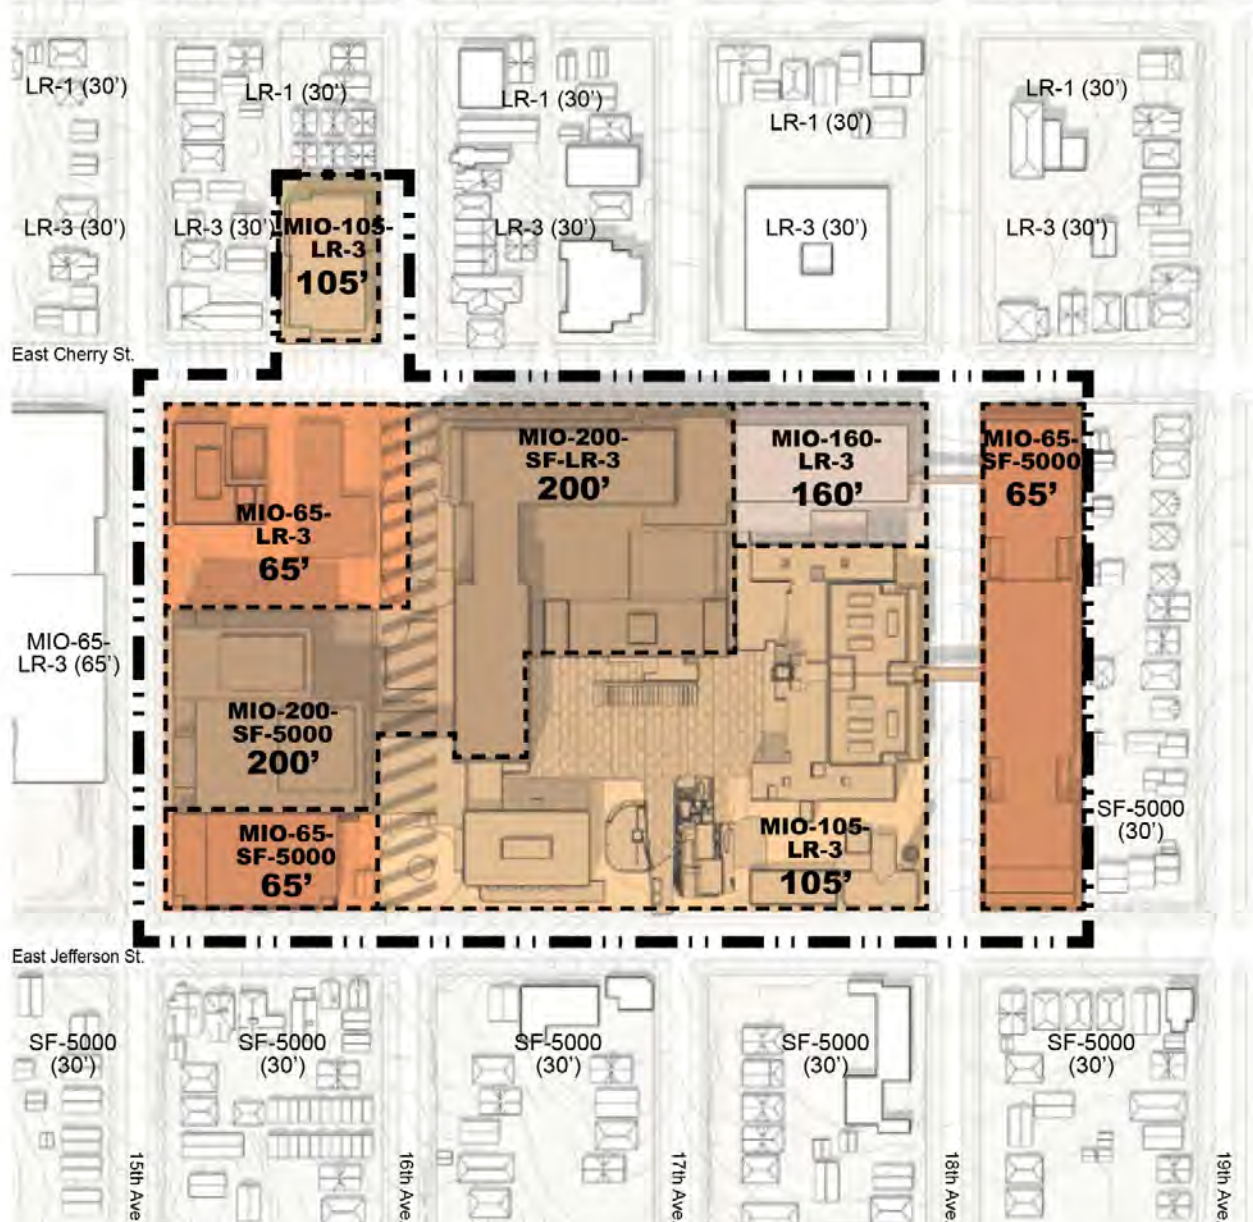 LR-1 (30')
LR-1 (30')
LR-1 (30')
LR-1 (30')
LR-1 (30')
LR-3 (30')
LR-3 (30')
MIO-105-
LR-3
105'
LR-3 (30')
LR-3 (30')
LR-3 (30')
East Cherry St.
MIO-65-
LR-3
65'
MIO-200-
SF-LR-3
200'
MIO-160-
LR-3
160'
MIO-65-
SF-5000
65'
MIO-65-
LR-3 (65')
MIO-200-
SF-5000
200'
MIO-65-
SF-5000
65'
MIO-105-
LR-3
105'
SF-5000
(30')
East Jefferson St.
SF-5000
(30')
SF-5000
(30')
SF-5000
(30')
SF-5000
(30')
SF-5000
(30')
15th Ave.
16th Ave.
17th Ave.
18th Ave.
19th Ave.